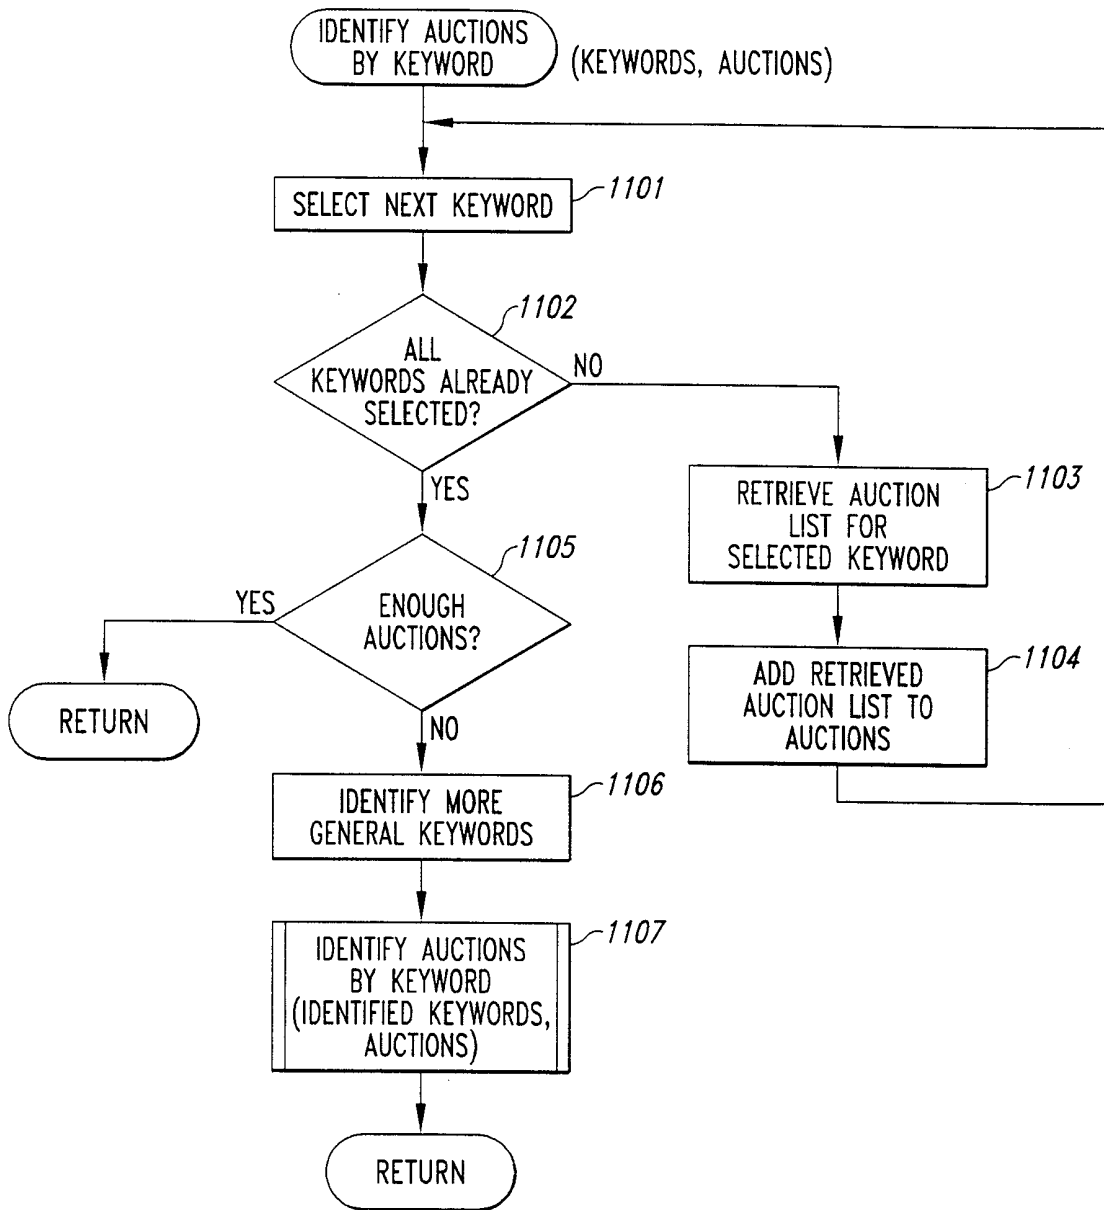 IDENTIFY AUCTIONS
BY KEYWORD
(KEYWORDS, AUCTIONS)
SELECT NEXT KEYWORD
1101
1102
ALL
KEYWORDS ALREADY
SELECTED?
NO
YES
1103
RETRIEVE AUCTION
LIST FOR
SELECTED KEYWORD
1105
ENOUGH
AUCTIONS?
YES
RETURN
NO
1104
ADD RETRIEVED
AUCTION LIST TO
AUCTIONS
1106
IDENTIFY MORE
GENERAL KEYWORDS
1107
IDENTIFY AUCTIONS
BY KEYWORD
(IDENTIFIED KEYWORDS,
AUCTIONS)
RETURN